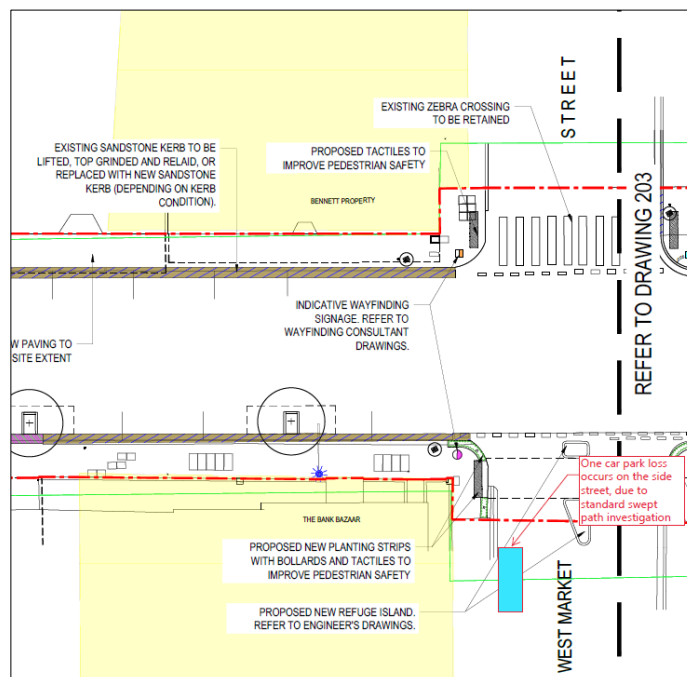 STREET
EXISTING ZEBRA CROSSING
TO BE RETAINED
EXISTING SANDSTONE KERB TO BE
LIFTED, TOP GRINDED AND RELAID, OR
REPLACED WITH NEW SANDSTONE
KERB (DEPENDING ON KERB
CONDITION).
PROPOSED TACTILES TO
IMPROVE PEDESTRIAN SAFETY
BENNETT PROPERTY
REFER TO DRAWING 203
INDICATIVE WAYFINDING
SIGNAGE. REFER TO
WAYFINDING CONSULTANT
DRAWINGS.
W PAVING TO
SITE EXTENT
One car park loss
occurs on the side
street, due to
standard swept
path investigation
THE BANK BAZAAR
PROPOSED NEW PLANTING STRIPS
WITH BOLLARDS AND TACTILES TO
IMPROVE PEDESTRIAN SAFETY
PROPOSED NEW REFUGE ISLAND.
REFER TO ENGINEER'S DRAWINGS.
WEST MARKET